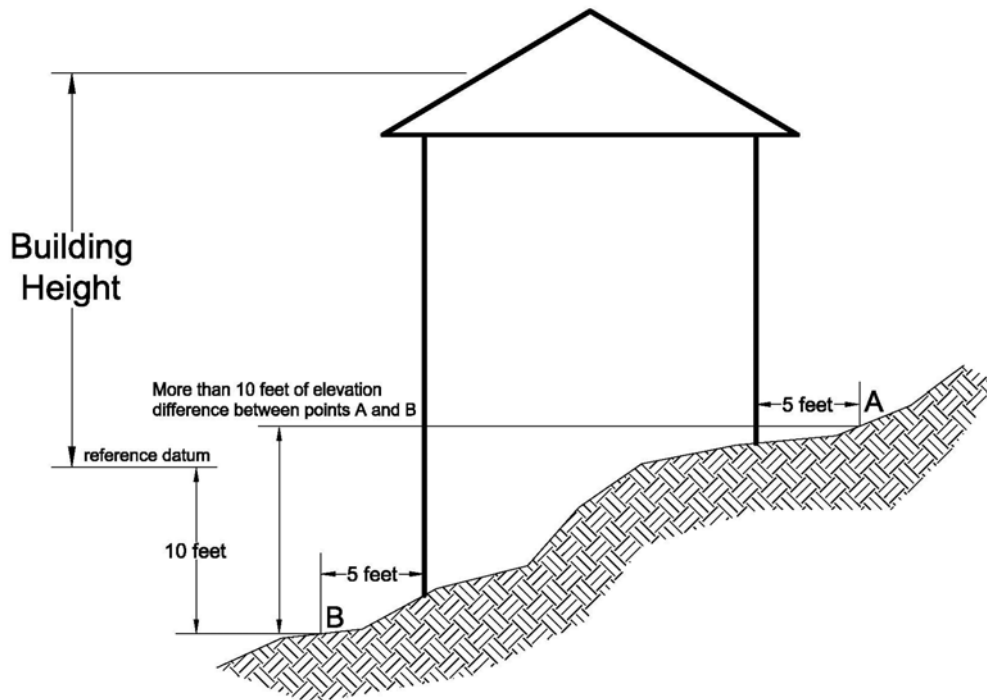 Building
Height
More than 10 feet of elevation
difference between points A and B
5 feet
A
reference datum
10 feet
5 feet
B